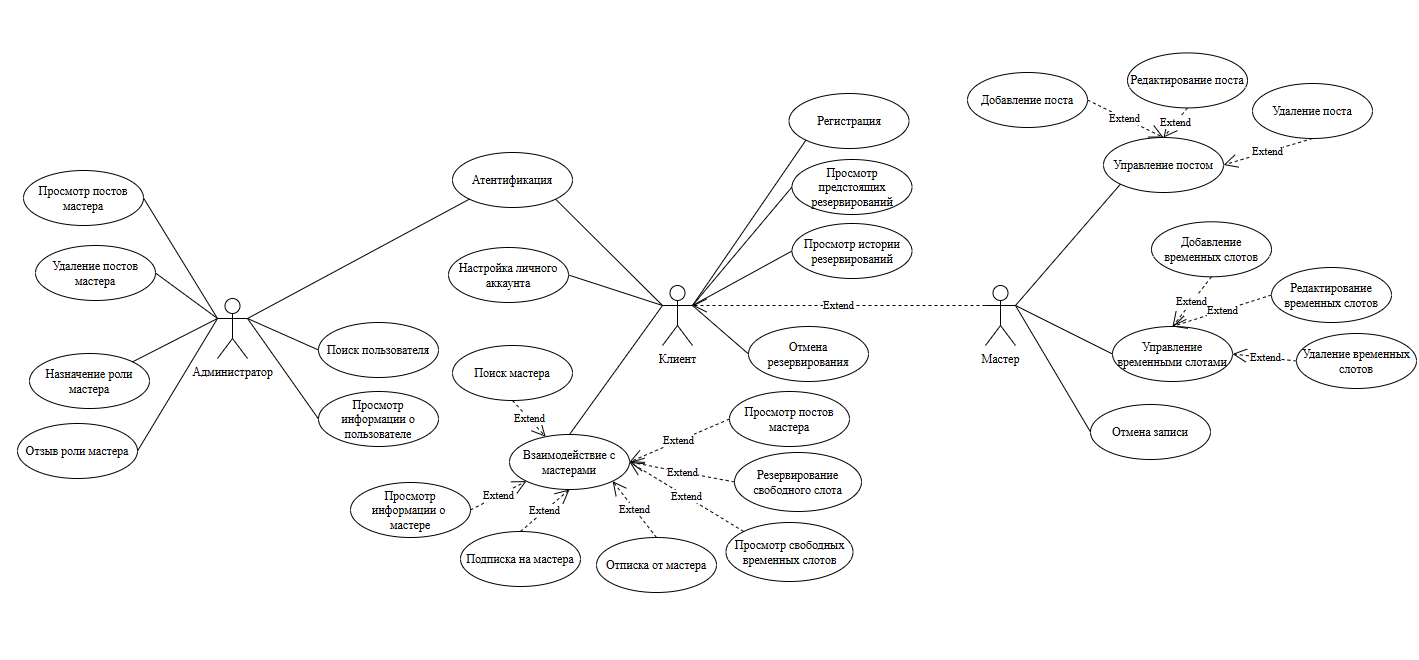 Редактирование поста
Добавление поста
Удаление поста
Extend
Extend
Extend
Управление постом
Регистрация
Просмотр
предстоящих
резервирований
Просмотр истории
резервирований
Атентификация
Настройка личного
аккаунта
Просмотр постов
мастера
Удаление постов
мастера
Назначение роли
мастера
Отзыв роли мастера
Администратор
Поиск пользователя
Просмотр
информации о
пользователе
Клиент
Extend
Мастер
Отмена
резервирования
Добавление
временных слотов
Редактирование
временных слотов
Extend
Extend
Управление
временными слотами
Extend
Удаление временных
слотов
Отмена записи
Поиск мастера
Extend
Взаимодействие с
мастерами
Просмотр постов
мастера
Extend
Резервирование
свободного слота
Extend
Extend
Просмотр свободных
временных слотов
Просмотр
информации о
мастере
Extend
Extend
Extend
Подписка на мастера
Отписка от мастера